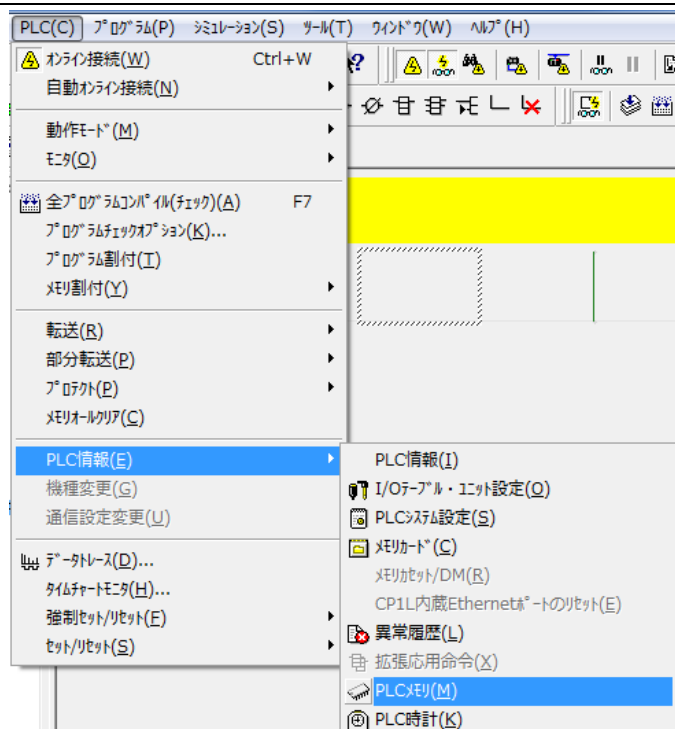 PLC(C) ﾌﾟﾛｸﾞﾗﾑ(P) ｼﾐｭﾚｰｼｮﾝ(S) ﾂｰﾙ(T) ｳｨﾝﾄﾞｳ(W) ﾍﾙﾌﾟ(H)
ｵﾝﾗｲﾝ接続(W) Ctrl+W
自動ｵﾝﾗｲﾝ接続(N)
動作ﾓｰﾄﾞ(M)
ﾓﾆﾀ(O)
全ﾌﾟﾛｸﾞﾗﾑｺﾝﾊﾟｲﾙ(ﾁｪｯｸ)(A) F7
ﾌﾟﾛｸﾞﾗﾑﾁｪｯｸｵﾌﾟｼｮﾝ(K)...
ﾌﾟﾛｸﾞﾗﾑ割付(T)
ﾒﾓﾘ割付(Y)
転送(R)
部分転送(P)
ﾌﾟﾛﾃｸﾄ(P)
ﾒﾓﾘｵｰﾙｸﾘｱ(C)
PLC情報(E)
機種変更(G)
通信設定変更(U)
ﾃﾞｰﾀﾄﾚｰｽ(D)...
ﾀｲﾑﾁｬｰﾄﾓﾆﾀ(H)...
強制ｾｯﾄ/ﾘｾｯﾄ(F)
ｾｯﾄ/ﾘｾｯﾄ(S)
PLC情報(I)
I/Oﾃｰﾌﾞﾙ・ﾕﾆｯﾄ設定(O)
PLCｼｽﾃﾑ設定(S)
ﾒﾓﾘｶｰﾄﾞ(C)
ﾒﾓﾘｶｾｯﾄ/DM(R)
CP1L内蔵Ethernetﾎﾟｰﾄのﾘｾｯﾄ(E)
異常履歴(L)
拡張応用命令(X)
PLCﾒﾓﾘ(M)
PLC時計(K)